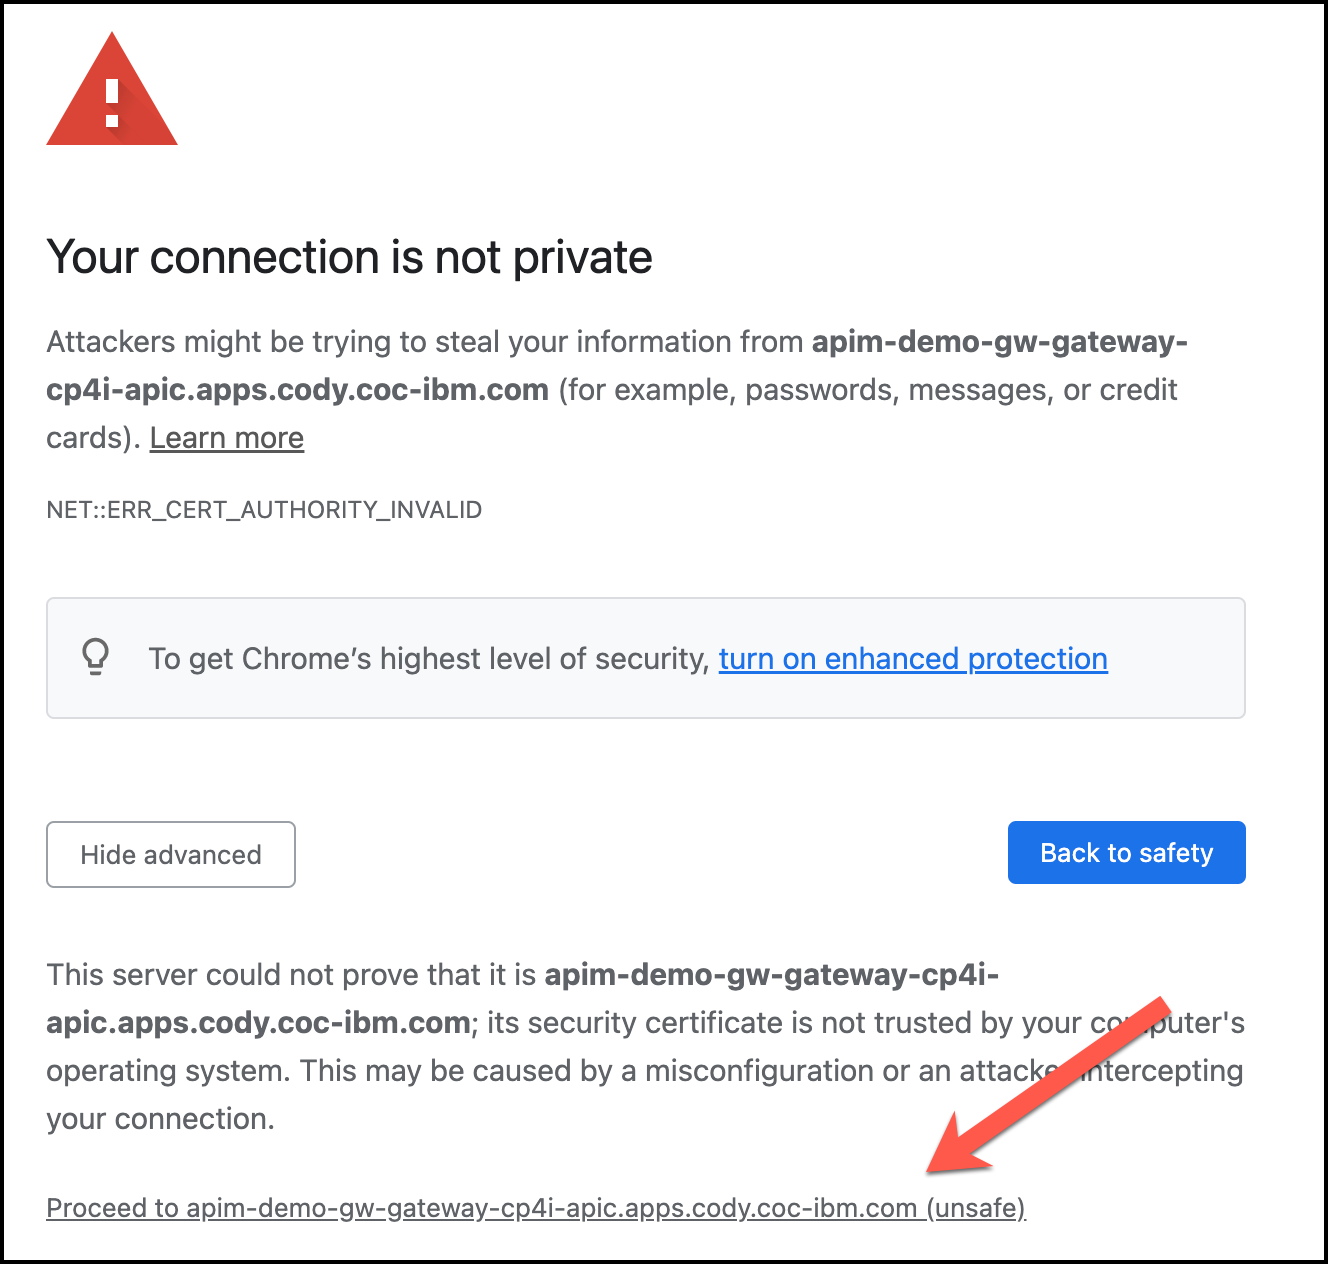 Your connection is not private
Attackers might be trying to steal your information from apim-demo-gw-gateway-
cp4i-apic.apps.cody.coc-ibm.com (for example, passwords, messages, or credit
cards). Learn more
NET::ERR_CERT_AUTHORITY_INVALID
To get Chrome’s highest level of security, turn on enhanced protection
Hide advanced
Back to safety
This server could not prove that it is apim-demo-gw-gateway-cp4i-
apic.apps.cody.coc-ibm.com; its security certificate is not trusted by your computer's
operating system. This may be caused by a misconfiguration or an attacker intercepting
your connection.
Proceed to apim-demo-gw-gateway-cp4i-apic.apps.cody.coc-ibm.com (unsafe)